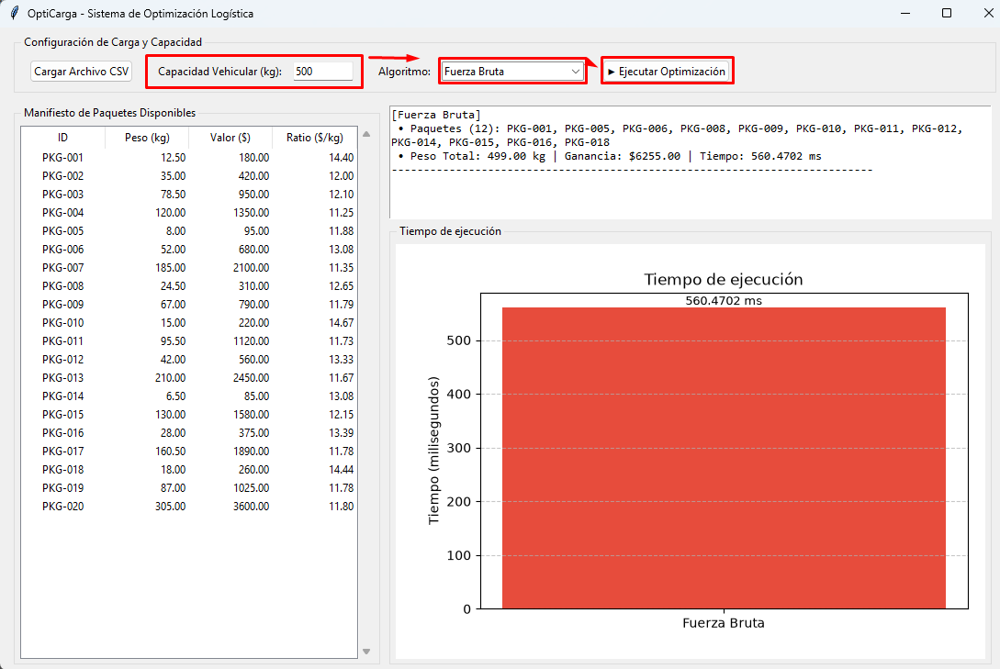 OptiCarga - Sistema de Optimización Logística
Configuración de Carga y Capacidad
Cargar Archivo CSV Capacidad Vehicular (kg): 500 Algoritmo: Fuerza Bruta ► Ejecutar Optimización
Manifiesto de Paquetes Disponibles
ID Peso (kg) Valor ($) Ratio ($/kg)
PKG-001 12.50 180.00 14.40
PKG-002 35.00 420.00 12.00
PKG-003 78.50 950.00 12.10
PKG-004 120.00 1350.00 11.25
PKG-005 8.00 95.00 11.88
PKG-006 52.00 680.00 13.08
PKG-007 185.00 2100.00 11.35
PKG-008 24.50 310.00 12.65
PKG-009 67.00 790.00 11.79
PKG-010 15.00 220.00 14.67
PKG-011 95.50 1120.00 11.73
PKG-012 42.00 560.00 13.33
PKG-013 210.00 2450.00 11.67
PKG-014 6.50 85.00 13.08
PKG-015 130.00 1580.00 12.15
PKG-016 28.00 375.00 13.39
PKG-017 160.50 1890.00 11.78
PKG-018 18.00 260.00 14.44
PKG-019 87.00 1025.00 11.78
PKG-020 305.00 3600.00 11.80
[Fuerza Bruta]
• Paquetes (12): PKG-001, PKG-005, PKG-006, PKG-008, PKG-009, PKG-010, PKG-011, PKG-012,
PKG-014, PKG-015, PKG-016, PKG-018
• Peso Total: 499.00 kg | Ganancia: $6255.00 | Tiempo: 560.4702 ms
---------------------------------------------------------------------------
Tiempo de ejecución
Tiempo de ejecución
560.4702 ms
500
400
300
200
100
0
Tiempo (milisegundos)
Fuerza Bruta